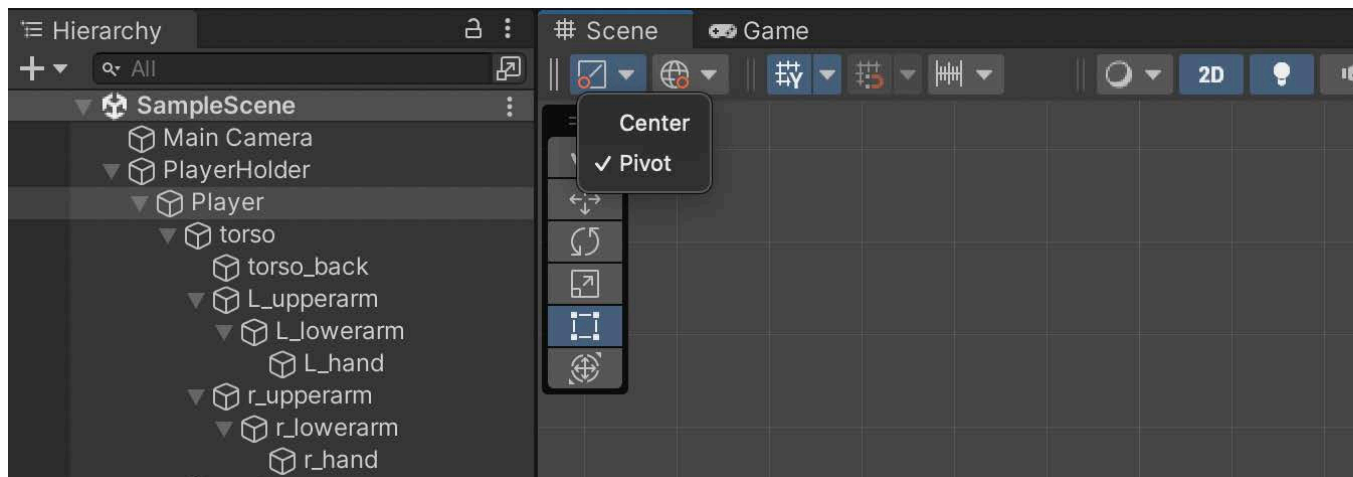 Hierarchy
All
SampleScene
Main Camera
PlayerHolder
Player
torso
torso_back
L_upperarm
L_lowerarm
L_hand
r_upperarm
r_lowerarm
r_hand
Scene
Game
Y
2D
Center
Pivot